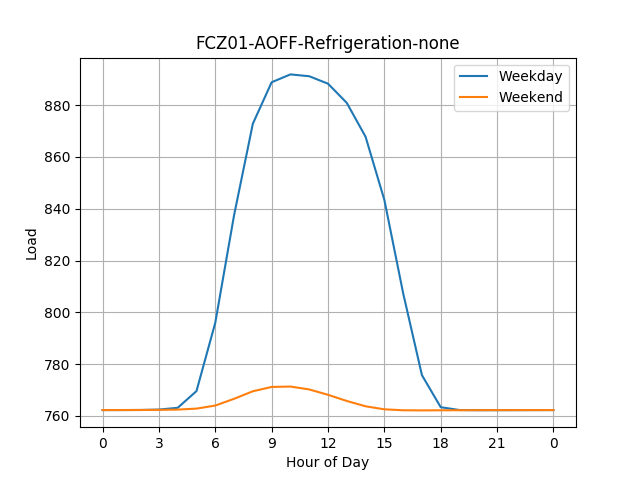 FCZ01-AOFF-Refrigeration-none
Weekday
Weekend
Load
880
860
840
820
800
780
760
0 3 6 9 12 15 18 21 0
Hour of Day